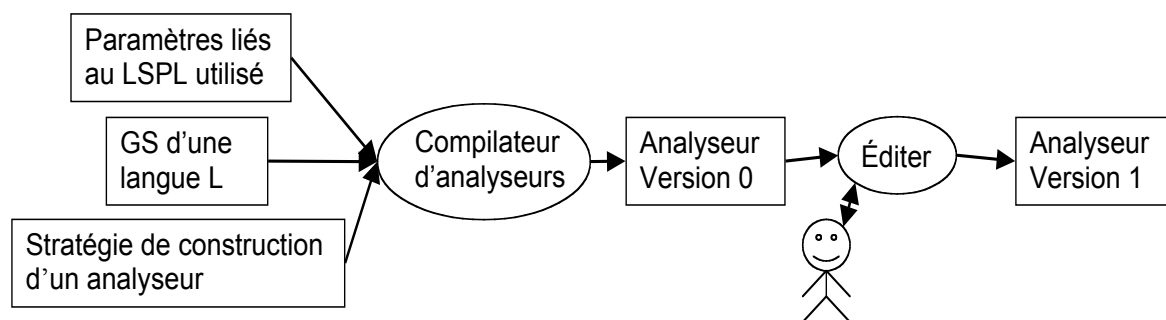 Paramètres liés
au LSPL utilisé
GS d'une
langue L
Stratégie de construction
d'un analyseur
Compilateur
d'analyseurs
Analyseur
Version 0
Éditer
Analyseur
Version 1